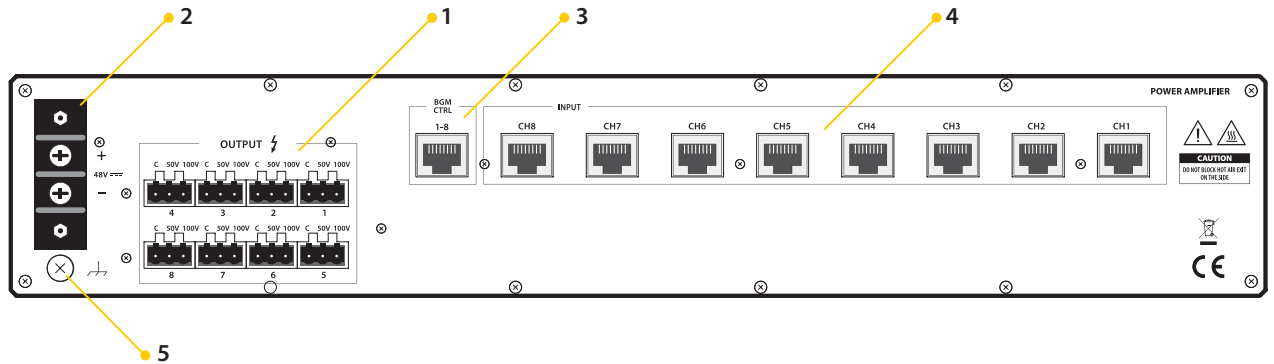 2 1 3 4
POWER AMPLIFIER
BGM
CTRL
1-8
INPUT
CH8 CH7 CH6 CH5 CH4 CH3 CH2 CH1
OUTPUT
+
48V
−
C 50V 100V C 50V 100V C 50V 100V C 50V 100V
4 3 2 1
C 50V 100V C 50V 100V C 50V 100V C 50V 100V
8 7 6 5
CAUTION
DO NOT BLOCK HOT AIR EXIT
ON THE SIDE
CE
5